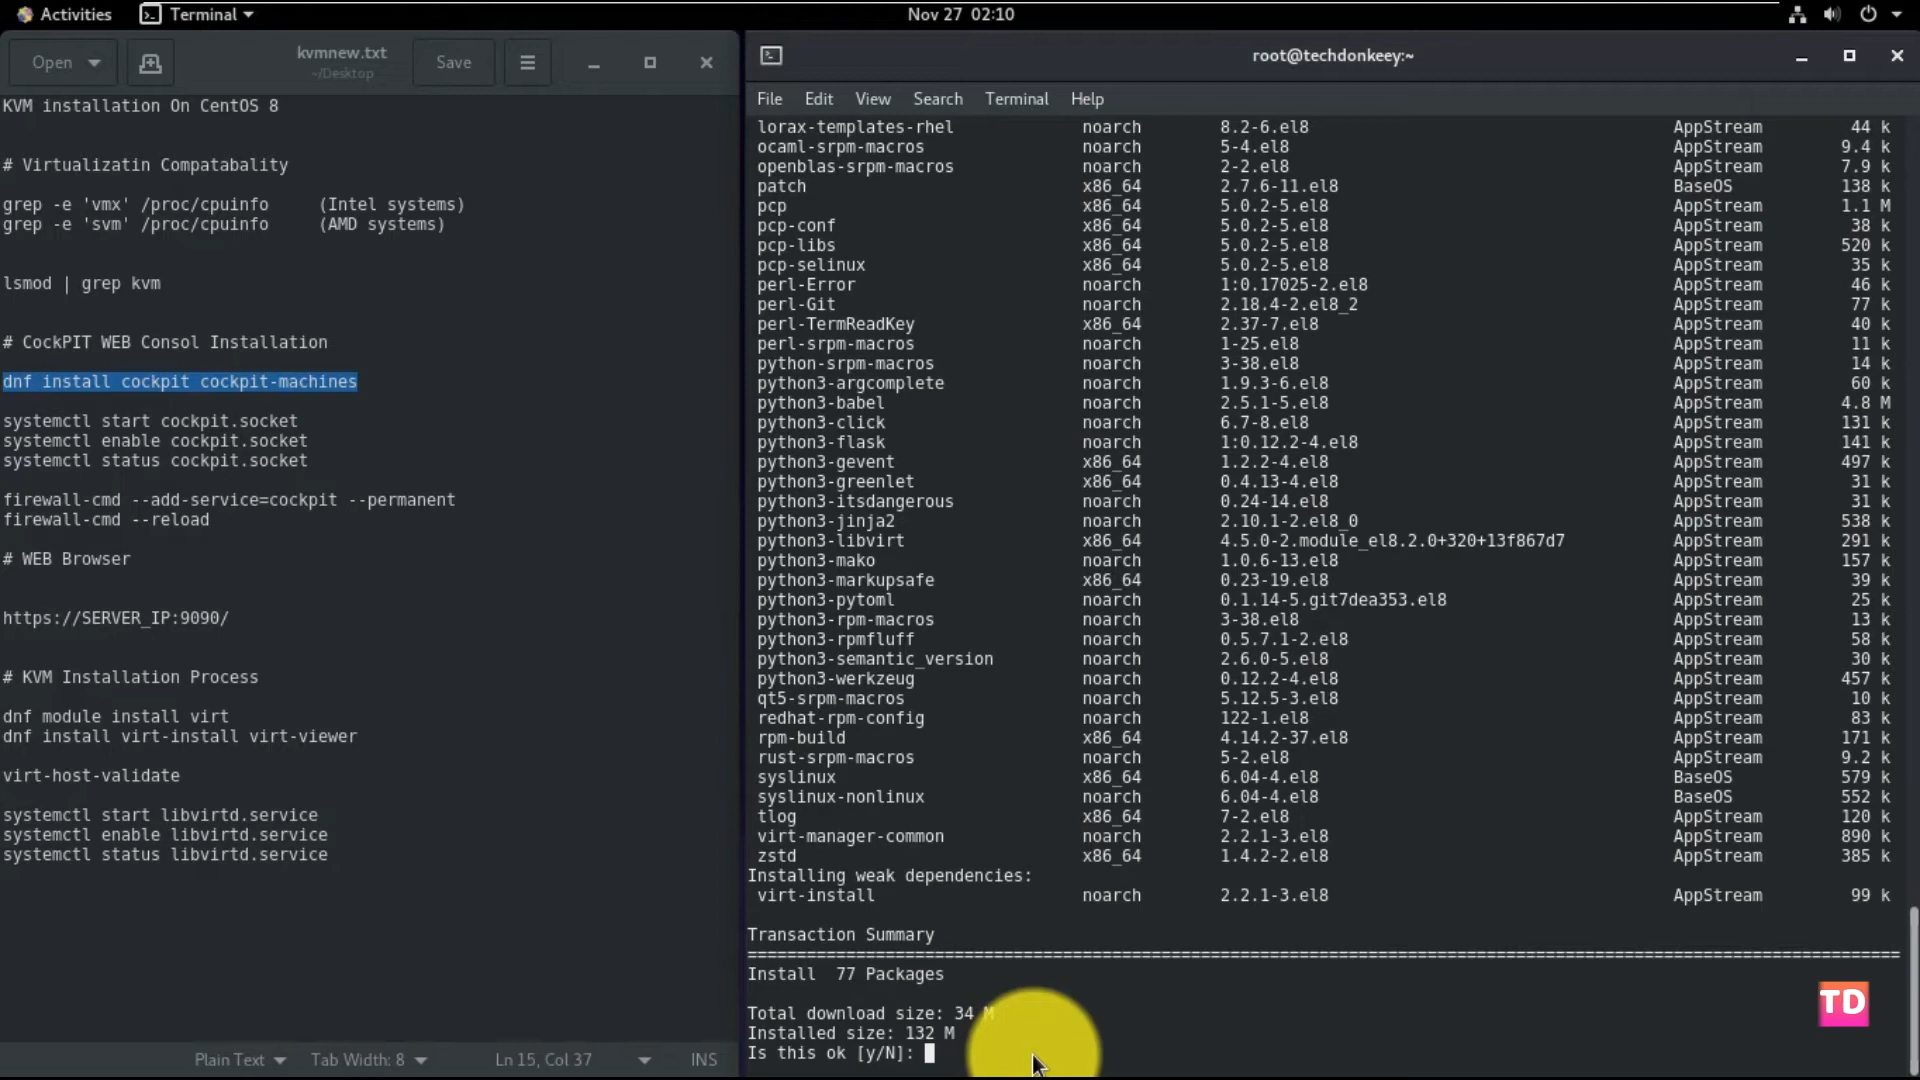 Activities Terminal Nov 27 02:10
Open kvmnew.txt Save
~/Desktop
KVM installation On CentOS 8
# Virtualizatin Compatabality
grep -e 'vmx' /proc/cpuinfo (Intel systems)
grep -e 'svm' /proc/cpuinfo (AMD systems)
lsmod | grep kvm
# CockPIT WEB Consol Installation
dnf install cockpit cockpit-machines
systemctl start cockpit.socket
systemctl enable cockpit.socket
systemctl status cockpit.socket
firewall-cmd --add-service=cockpit --permanent
firewall-cmd --reload
# WEB Browser
https://SERVER_IP:9090/
# KVM Installation Process
dnf module install virt
dnf install virt-install virt-viewer
virt-host-validate
systemctl start libvirtd.service
systemctl enable libvirtd.service
systemctl status libvirtd.service
Plain Text Tab Width: 8 Ln 15, Col 37 INS
root@techdonkeey:~
File Edit View Search Terminal Help
lorax-templates-rhel noarch 8.2-6.el8 AppStream 44 k
ocaml-srpm-macros noarch 5-4.el8 AppStream 9.4 k
openblas-srpm-macros noarch 2-2.el8 AppStream 7.9 k
patch x86_64 2.7.6-11.el8 BaseOS 138 k
pcp x86_64 5.0.2-5.el8 AppStream 1.1 M
pcp-conf x86_64 5.0.2-5.el8 AppStream 38 k
pcp-libs x86_64 5.0.2-5.el8 AppStream 520 k
pcp-selinux x86_64 5.0.2-5.el8 AppStream 35 k
perl-Error noarch 1:0.17025-2.el8 AppStream 46 k
perl-Git noarch 2.18.4-2.el8_2 AppStream 77 k
perl-TermReadKey x86_64 2.37-7.el8 AppStream 40 k
perl-srpm-macros noarch 1-25.el8 AppStream 11 k
python-srpm-macros noarch 3-38.el8 AppStream 14 k
python3-argcomplete noarch 1.9.3-6.el8 AppStream 60 k
python3-babel noarch 2.5.1-5.el8 AppStream 4.8 M
python3-click noarch 6.7-8.el8 AppStream 131 k
python3-flask noarch 1:0.12.2-4.el8 AppStream 141 k
python3-gevent x86_64 1.2.2-4.el8 AppStream 497 k
python3-greenlet x86_64 0.4.13-4.el8 AppStream 31 k
python3-itsdangerous noarch 0.24-14.el8 AppStream 31 k
python3-jinja2 noarch 2.10.1-2.el8_0 AppStream 538 k
python3-libvirt x86_64 4.5.0-2.module_el8.2.0+320+13f867d7 AppStream 291 k
python3-mako noarch 1.0.6-13.el8 AppStream 157 k
python3-markupsafe x86_64 0.23-19.el8 AppStream 39 k
python3-pytoml noarch 0.1.14-5.git7dea353.el8 AppStream 25 k
python3-rpm-macros noarch 3-38.el8 AppStream 13 k
python3-rpmfluff noarch 0.5.7.1-2.el8 AppStream 58 k
python3-semantic_version noarch 2.6.0-5.el8 AppStream 30 k
python3-werkzeug noarch 0.12.2-4.el8 AppStream 457 k
qt5-srpm-macros noarch 5.12.5-3.el8 AppStream 10 k
redhat-rpm-config noarch 122-1.el8 AppStream 83 k
rpm-build x86_64 4.14.2-37.el8 AppStream 171 k
rust-srpm-macros noarch 5-2.el8 AppStream 9.2 k
syslinux x86_64 6.04-4.el8 BaseOS 579 k
syslinux-nonlinux noarch 6.04-4.el8 BaseOS 552 k
tlog x86_64 7-2.el8 AppStream 120 k
virt-manager-common noarch 2.2.1-3.el8 AppStream 890 k
zstd x86_64 1.4.2-2.el8 AppStream 385 k
Installing weak dependencies:
virt-install noarch 2.2.1-3.el8 AppStream 99 k
Transaction Summary
Install 77 Packages
Total download size: 34 M
Installed size: 132 M
Is this ok [y/N]:
TD